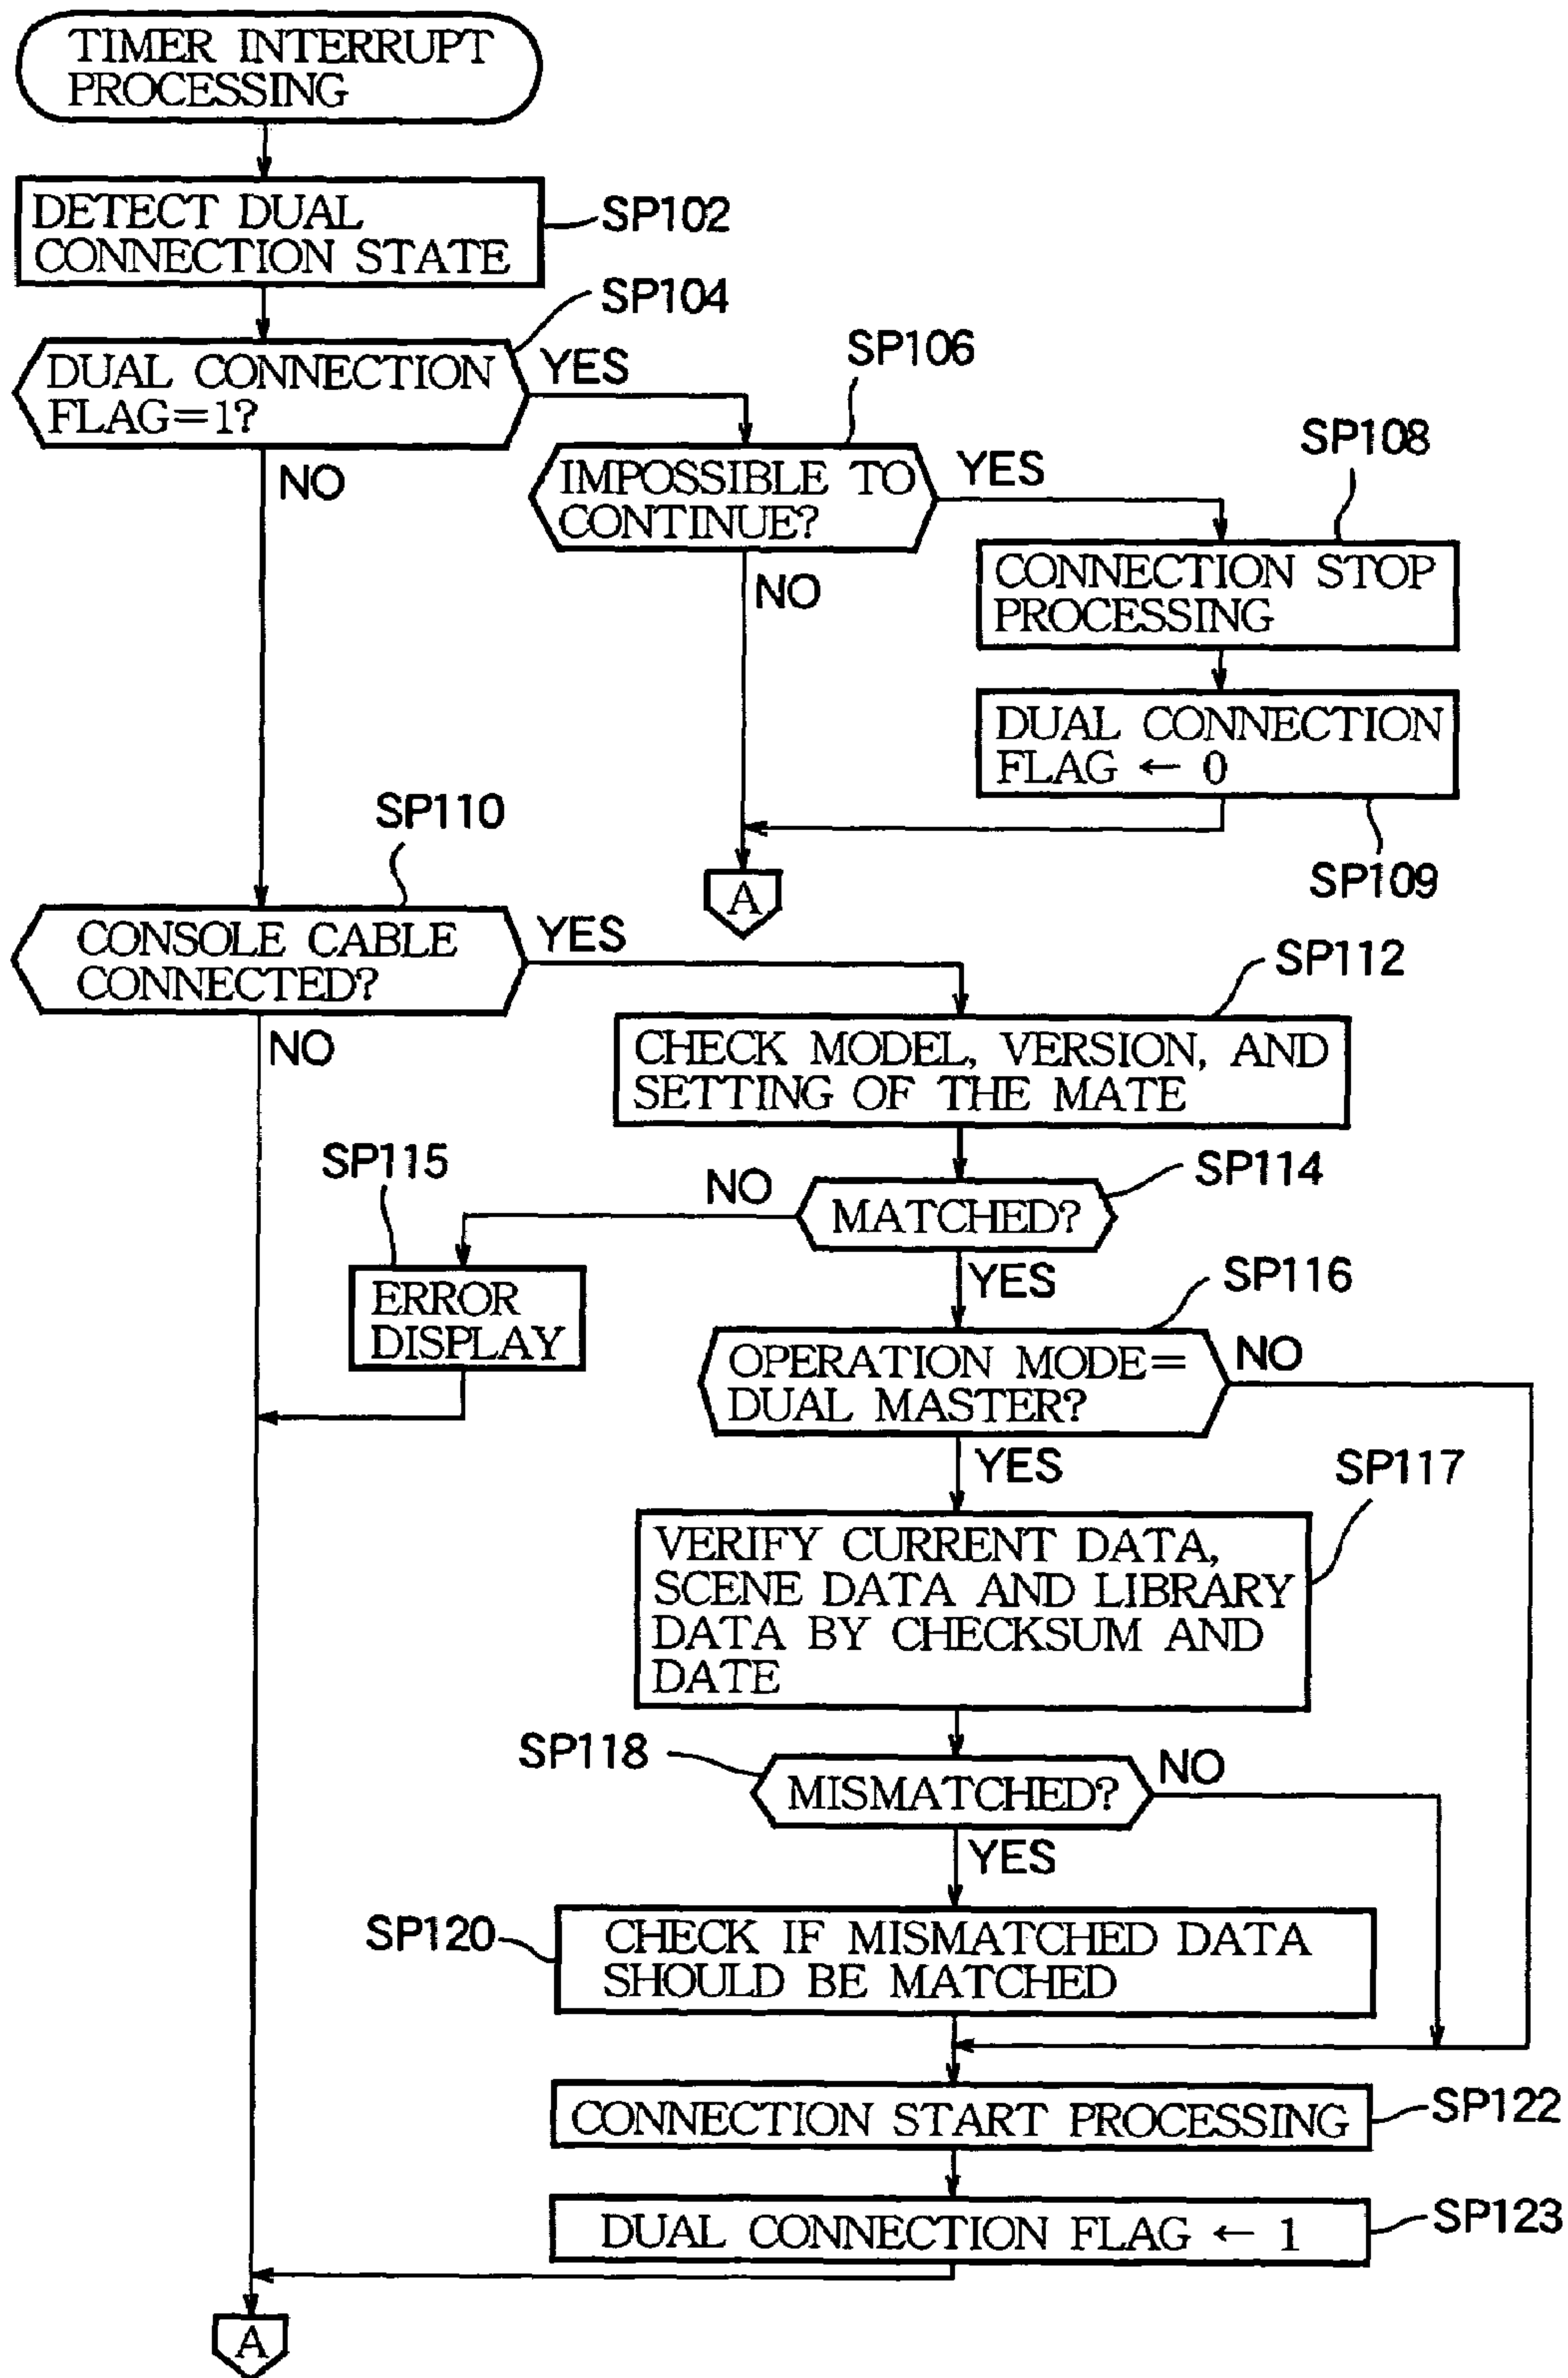 TIMER INTERRUPT
PROCESSING
DETECT DUAL
CONNECTION STATE
SP102
SP104
DUAL CONNECTION
FLAG=1?
YES
NO
SP106
IMPOSSIBLE TO
CONTINUE?
YES
NO
SP108
CONNECTION STOP
PROCESSING
DUAL CONNECTION
FLAG ← 0
SP109
A
SP110
CONSOLE CABLE
CONNECTED?
YES
NO
SP112
CHECK MODEL, VERSION, AND
SETTING OF THE MATE
SP114
MATCHED?
NO
YES
SP115
ERROR
DISPLAY
SP116
OPERATION MODE=
DUAL MASTER?
NO
YES
SP117
VERIFY CURRENT DATA,
SCENE DATA AND LIBRARY
DATA BY CHECKSUM AND
DATE
SP118
MISMATCHED?
NO
YES
SP120
CHECK IF MISMATCHED DATA
SHOULD BE MATCHED
CONNECTION START PROCESSING
SP122
DUAL CONNECTION FLAG ← 1
SP123
A